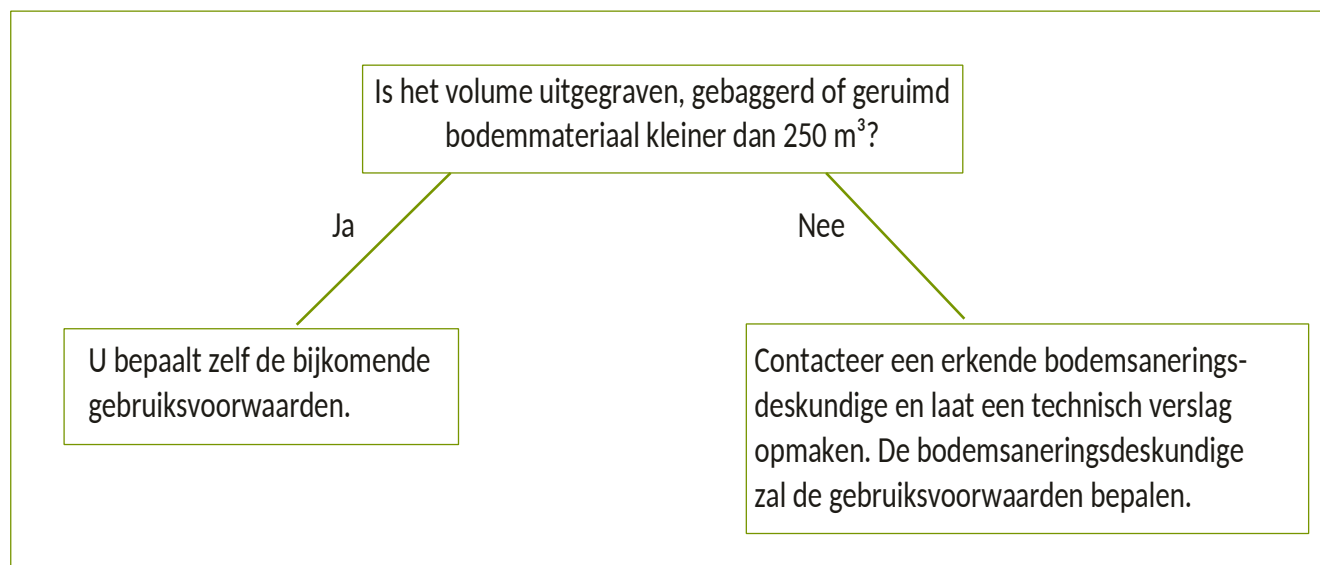 Is het volume uitgegraven, gebaggerd of geruimd
bodemmateriaal kleiner dan 250 m³?
Ja
Nee
U bepaalt zelf de bijkomende
gebruiksvoorwaarden.
Contacteer een erkende bodemsanerings-
deskundige en laat een technisch verslag
opmaken. De bodemsaneringsdeskundige
zal de gebruiksvoorwaarden bepalen.